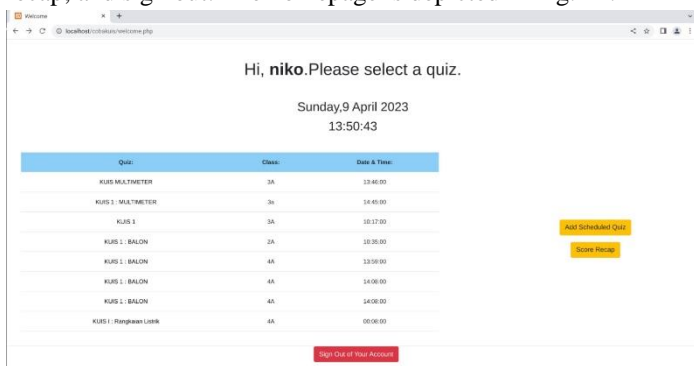 Welcome
localhost/cobakuis/welcome.php
Hi, niko.Please select a quiz.
Sunday,9 April 2023
13:50:43
Quiz: Class: Date & Time:
KUIS MULTIMETER 3A 13:40:00
KUIS 1 : MULTIMETER 3e 14:45:00
KUIS 1 3A 10:17:00
KUIS 1 : BALON 2A 10:35:00
KUIS 1 : BALON 4A 13:59:00
KUIS 1 : BALON 4A 14:00:00
KUIS 1 : BALON 4A 14:08:00
KUIS I : Rangkaian Listrik 4A 00:00:00
Add Scheduled Quiz
Score Recap
Sign Out of Your Account